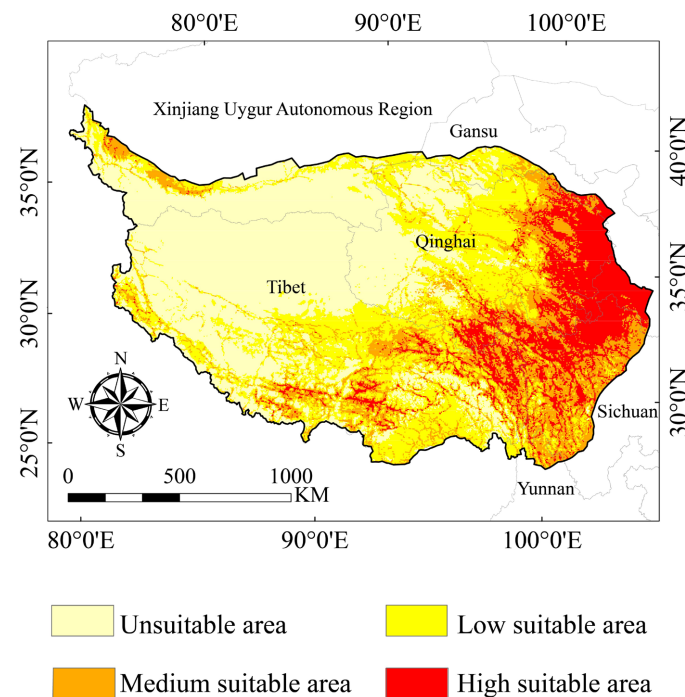 80°0'E 90°0'E 100°0'E
Xinjiang Uygur Autonomous Region
Gansu
40°0'N
35°0'N
Qinghai
35°0'N
Tibet
30°0'N
N
W E
S
30°0'N
Sichuan
25°0'N
0 500 1000
KM
Yunnan
80°0'E 90°0'E 100°0'E
Unsuitable area Low suitable area
Medium suitable area High suitable area